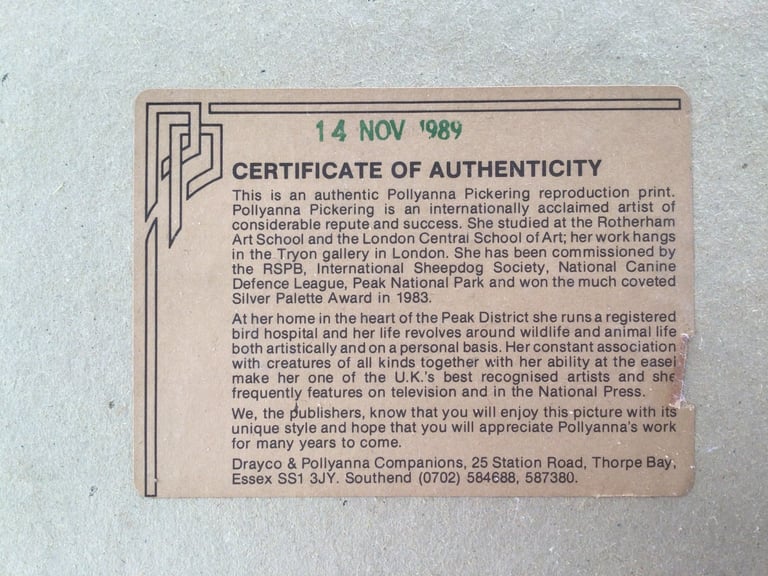 14 NOV 1989
CERTIFICATE OF AUTHENTICITY
This is an authentic Pollyanna Pickering reproduction print.
Pollyanna Pickering is an internationally acclaimed artist of
considerable repute and success. She studied at the Rotherham
Art School and the London Central School of Art; her work hangs
in the Tryon gallery in London. She has been commissioned by
the RSPB, International Sheepdog Society, National Canine
Defence League, Peak National Park and won the much coveted
Silver Palette Award in 1983.
At her home in the heart of the Peak District she runs a registered
bird hospital and her life revolves around wildlife and animal life
both artistically and on a personal basis. Her constant association
with creatures of all kinds together with her ability at the easel
make her one of the U.K.'s best recognised artists and she
frequently features on television and in the National Press.
We, the publishers, know that you will enjoy this picture with its
unique style and hope that you will appreciate Pollyanna's work
for many years to come.
Drayco & Pollyanna Companions, 25 Station Road, Thorpe Bay,
Essex SS1 3JY. Southend (0702) 584688, 587380.